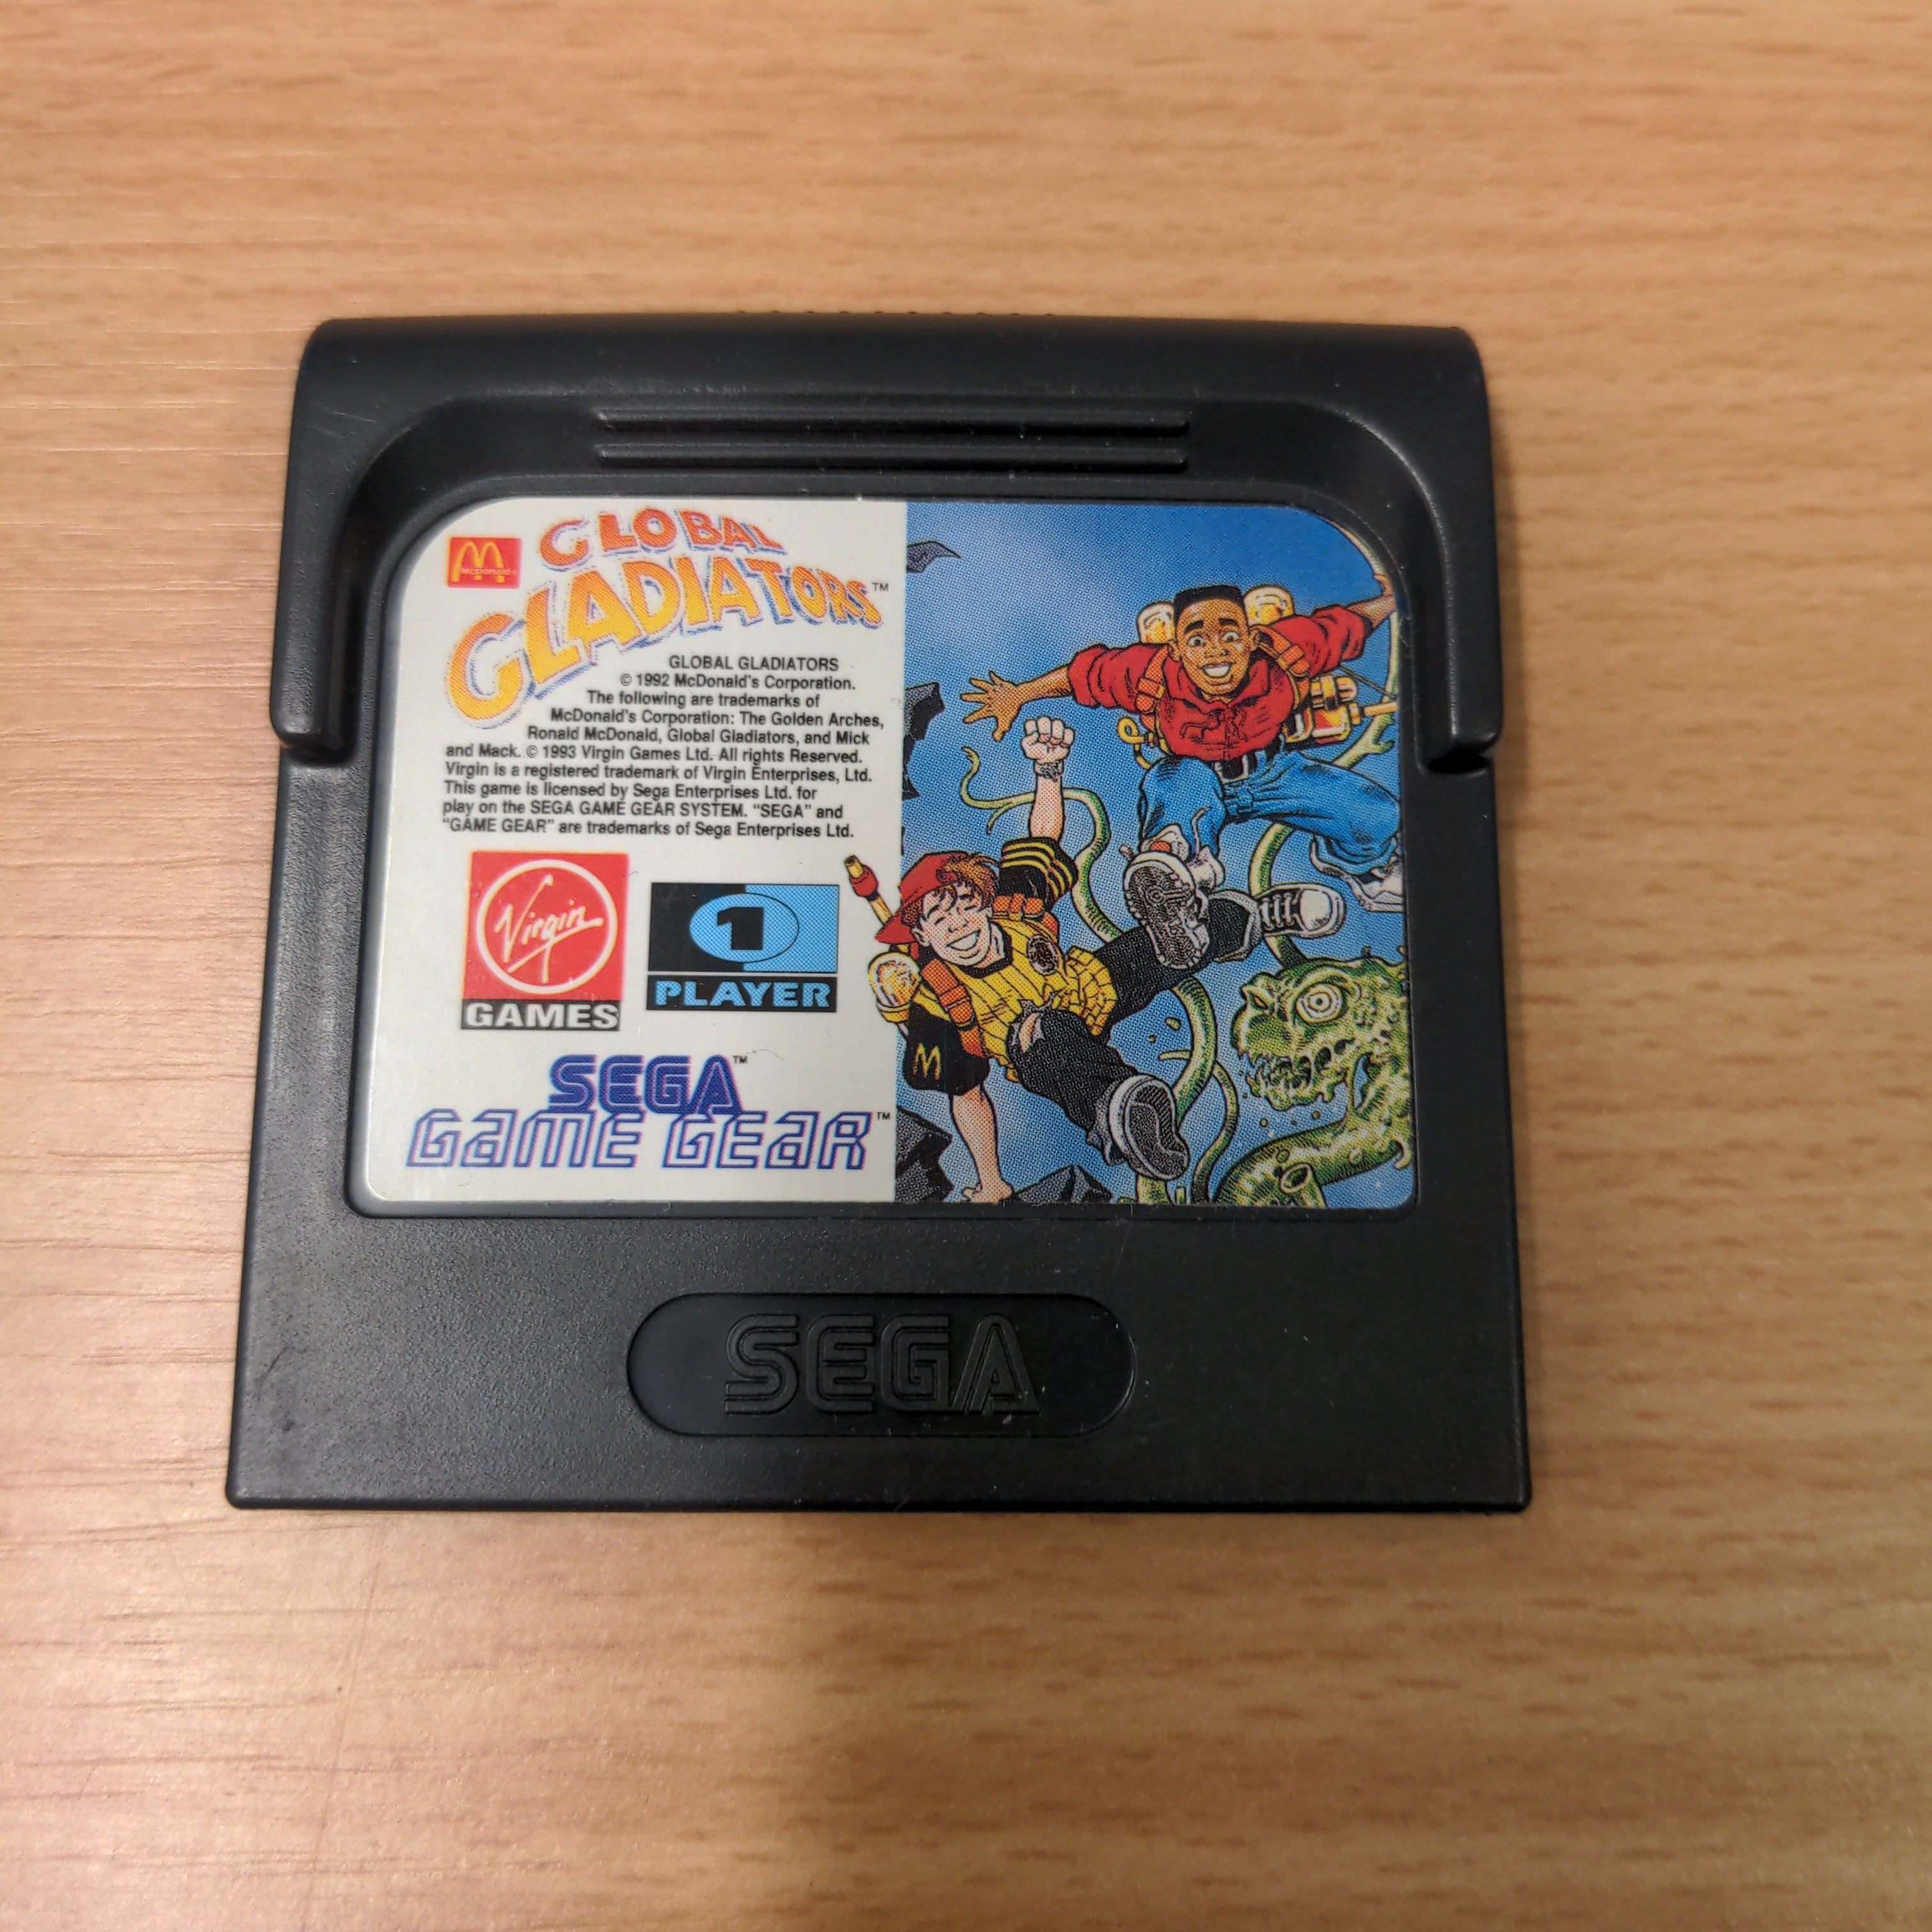 McDonald's
GLOBAL
GLADIATORS™
GLOBAL GLADIATORS
© 1992 McDonald's Corporation.
The following are trademarks of
McDonald's Corporation: The Golden Arches,
Ronald McDonald, Global Gladiators, and Mick
and Mack. © 1993 Virgin Games Ltd. All rights Reserved.
Virgin is a registered trademark of Virgin Enterprises, Ltd.
This game is licensed by Sega Enterprises Ltd. for
play on the SEGA GAME GEAR SYSTEM. "SEGA" and
"GAME GEAR" are trademarks of Sega Enterprises Ltd.
Virgin
GAMES
1
PLAYER
SEGA™
GAME GEAR™
SEGA